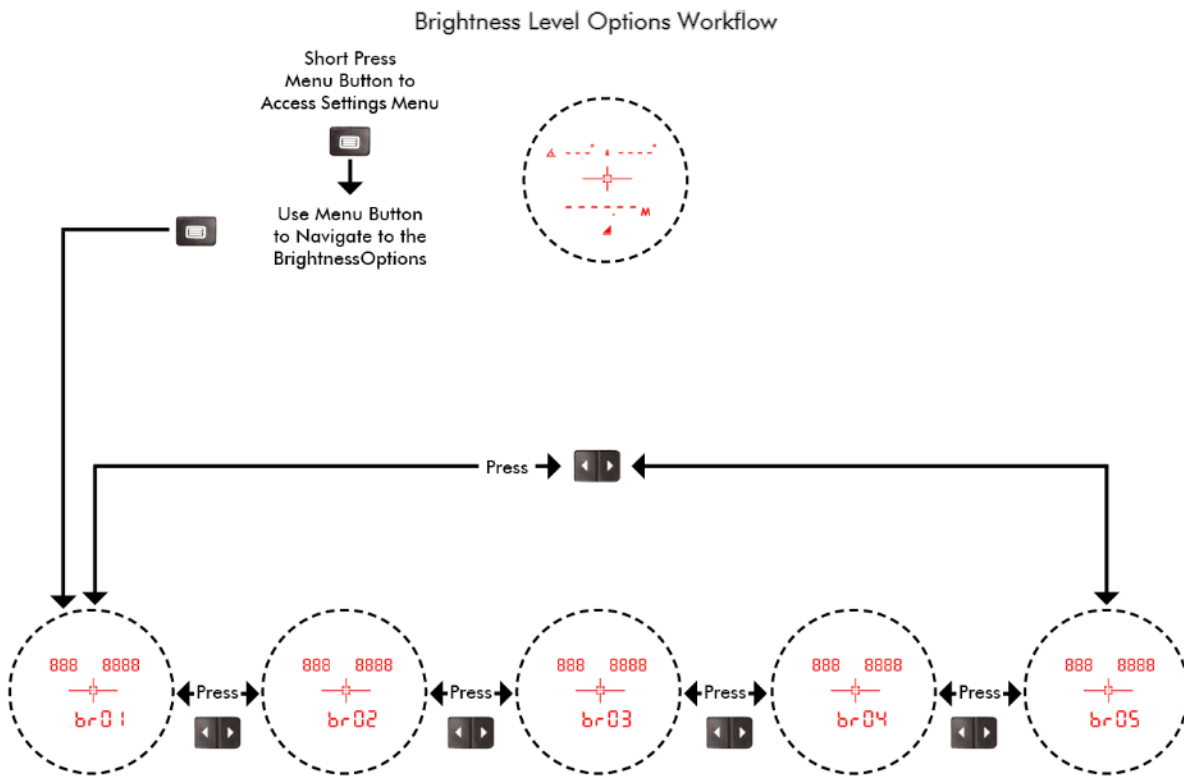 Brightness Level Options Workflow
Short Press
Menu Button to
Access Settings Menu
Use Menu Button
to Navigate to the
BrightnessOptions
---° ---°
-----. M
Press
888 8888
br01
Press
888 8888
br02
Press
888 8888
br03
Press
888 8888
br04
Press
888 8888
br05